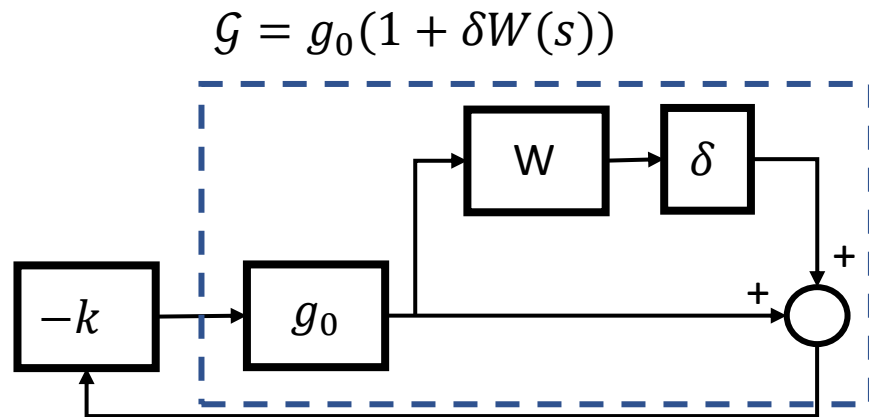 𝒢 = g₀(1 + δW(s))
W
δ
+
−k
g₀
+